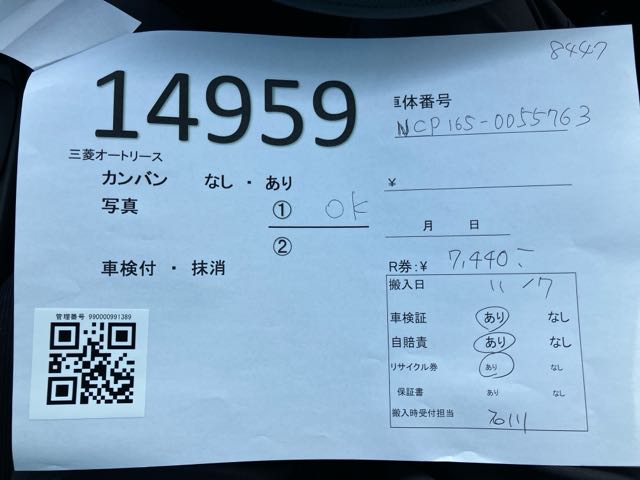 8447
14959
車体番号
NCP165-0055763
三菱オートリース
カンバン なし ・ あり
¥
写真 ① OK
月 日
②
車検付 ・ 抹消
R券:¥ 7,440-
搬入日 11/7
管理番号 990000991389
車検証 あり なし
自賠責 あり なし
リサイクル券 あり なし
保証書 あり なし
搬入時受付担当